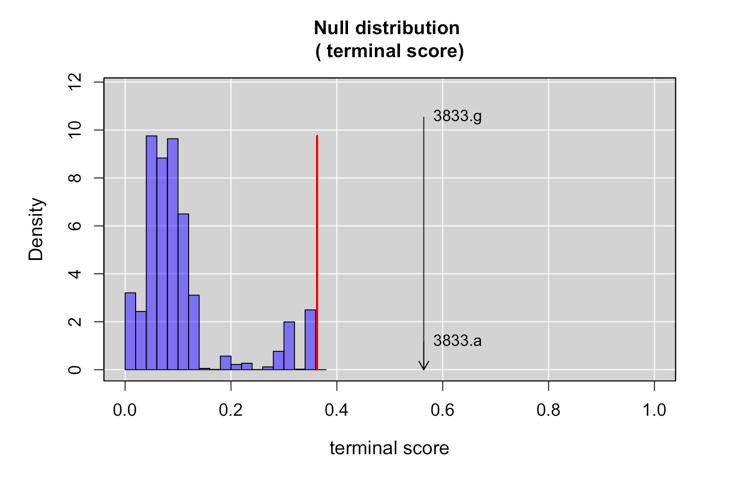 Null distribution
( terminal score)
12
10
8
6
4
2
0
Density
3833.g
3833.a
0.0 0.2 0.4 0.6 0.8 1.0
terminal score